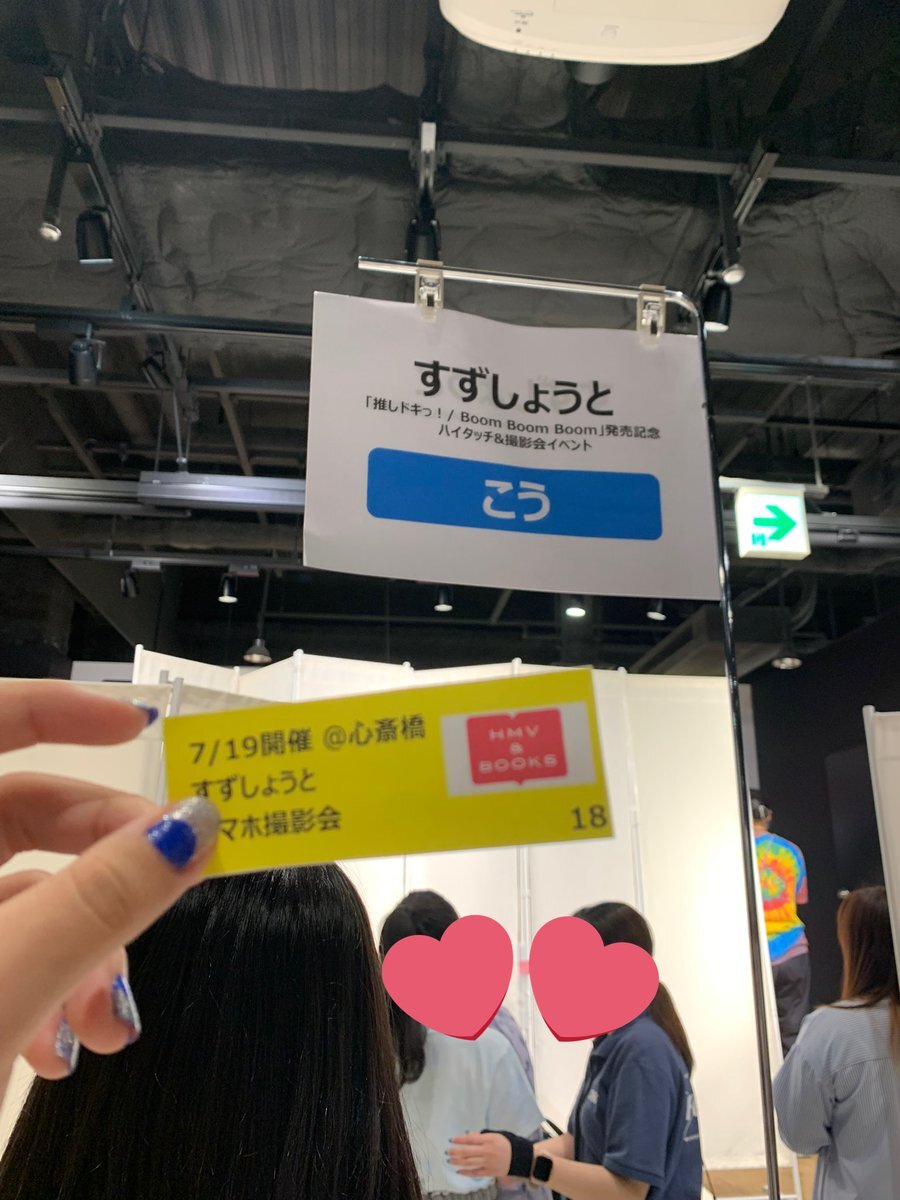 すずしょうと
「推しドキっ!/ Boom Boom Boom」発売記念
ハイタッチ&撮影会イベント
こう
7/19開催 @心斎橋
すずしょうと
マホ撮影会
18
HMV
&
BOOKS